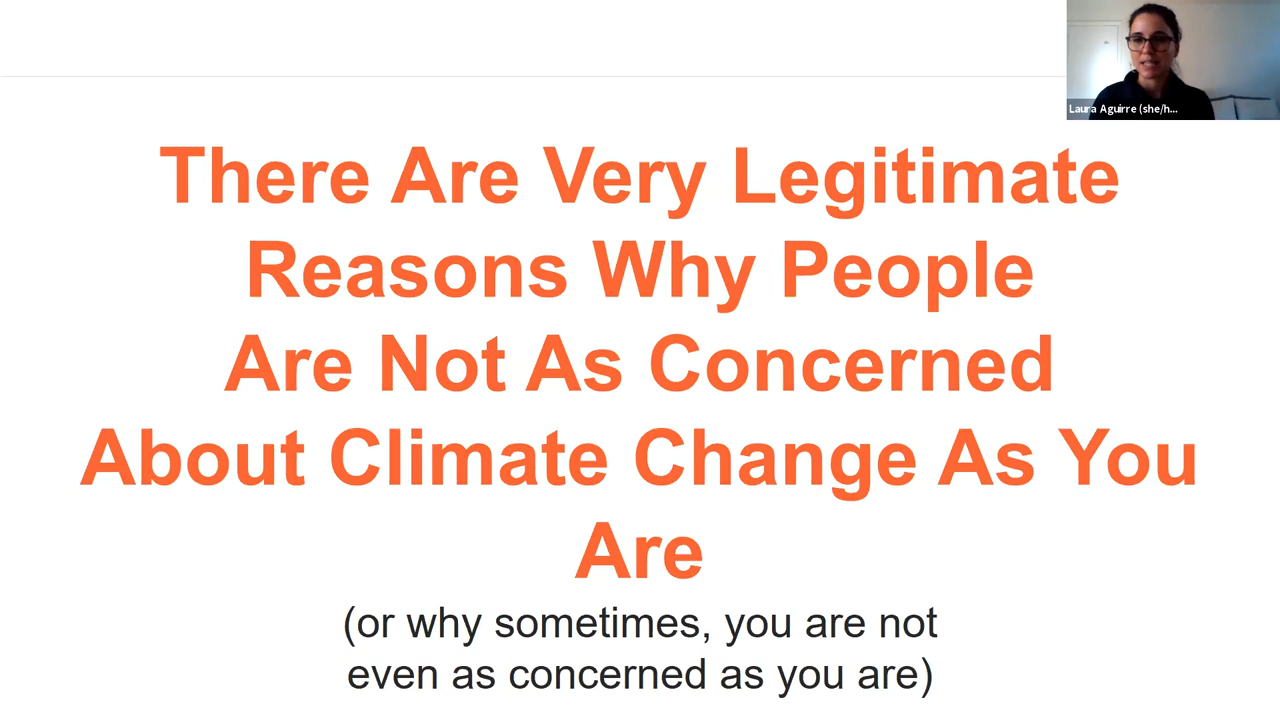 Laura Aguirre (she/h...
There Are Very Legitimate
Reasons Why People
Are Not As Concerned
About Climate Change As You
Are
(or why sometimes, you are not
even as concerned as you are)